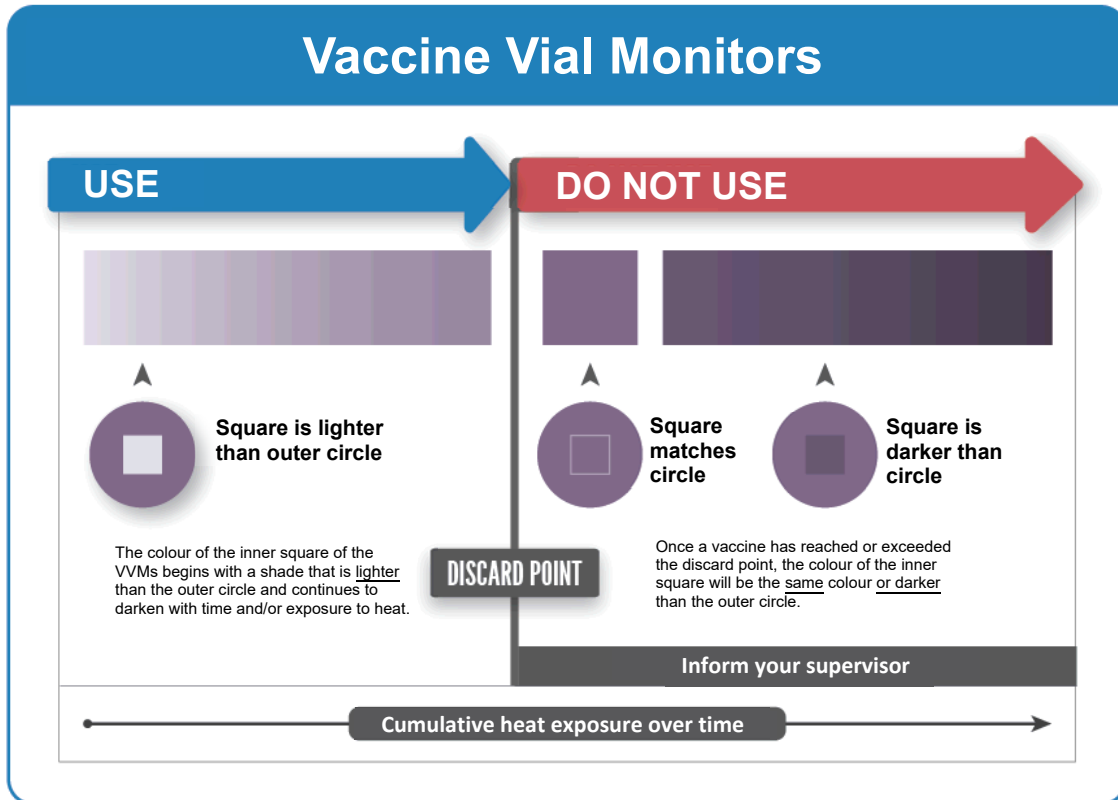 Vaccine Vial Monitors
USE
DO NOT USE
Square is lighter
than outer circle
Square
matches
circle
Square is
darker than
circle
The colour of the inner square of the
VVMs begins with a shade that is lighter
than the outer circle and continues to
darken with time and/or exposure to heat.
DISCARD POINT
Once a vaccine has reached or exceeded
the discard point, the colour of the inner
square will be the same colour or darker
than the outer circle.
Inform your supervisor
Cumulative heat exposure over time